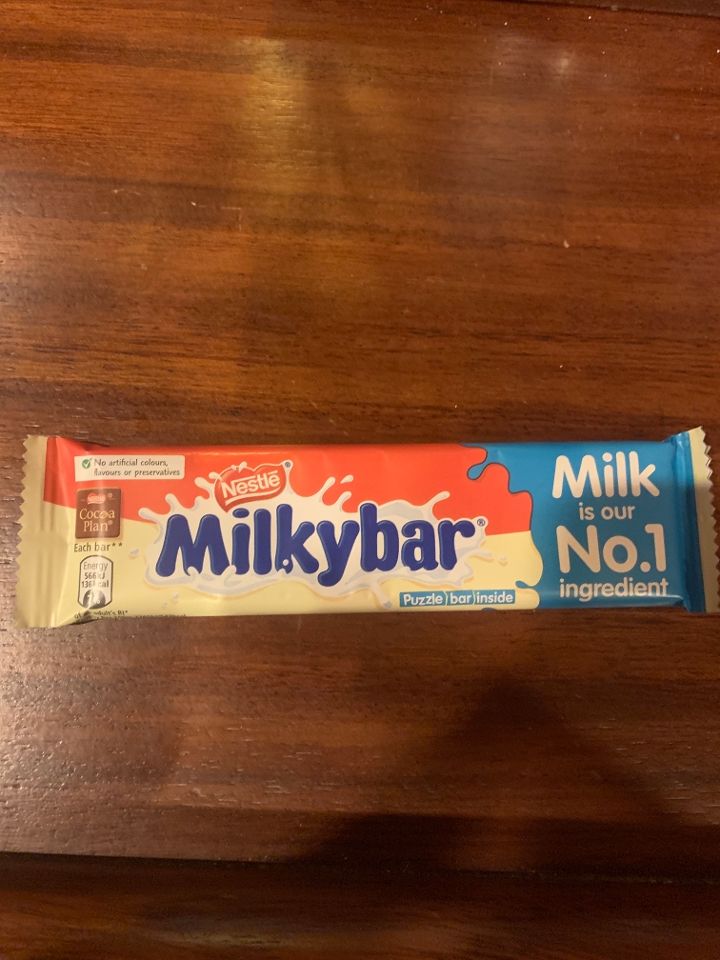 No artificial colours,
flavours or preservatives
Nestlé
Cocoa
Plan®
Each bar**
Energy
Nestlé®
Milkybar®
Puzzle bar inside
Milk
is our
No.1
ingredient